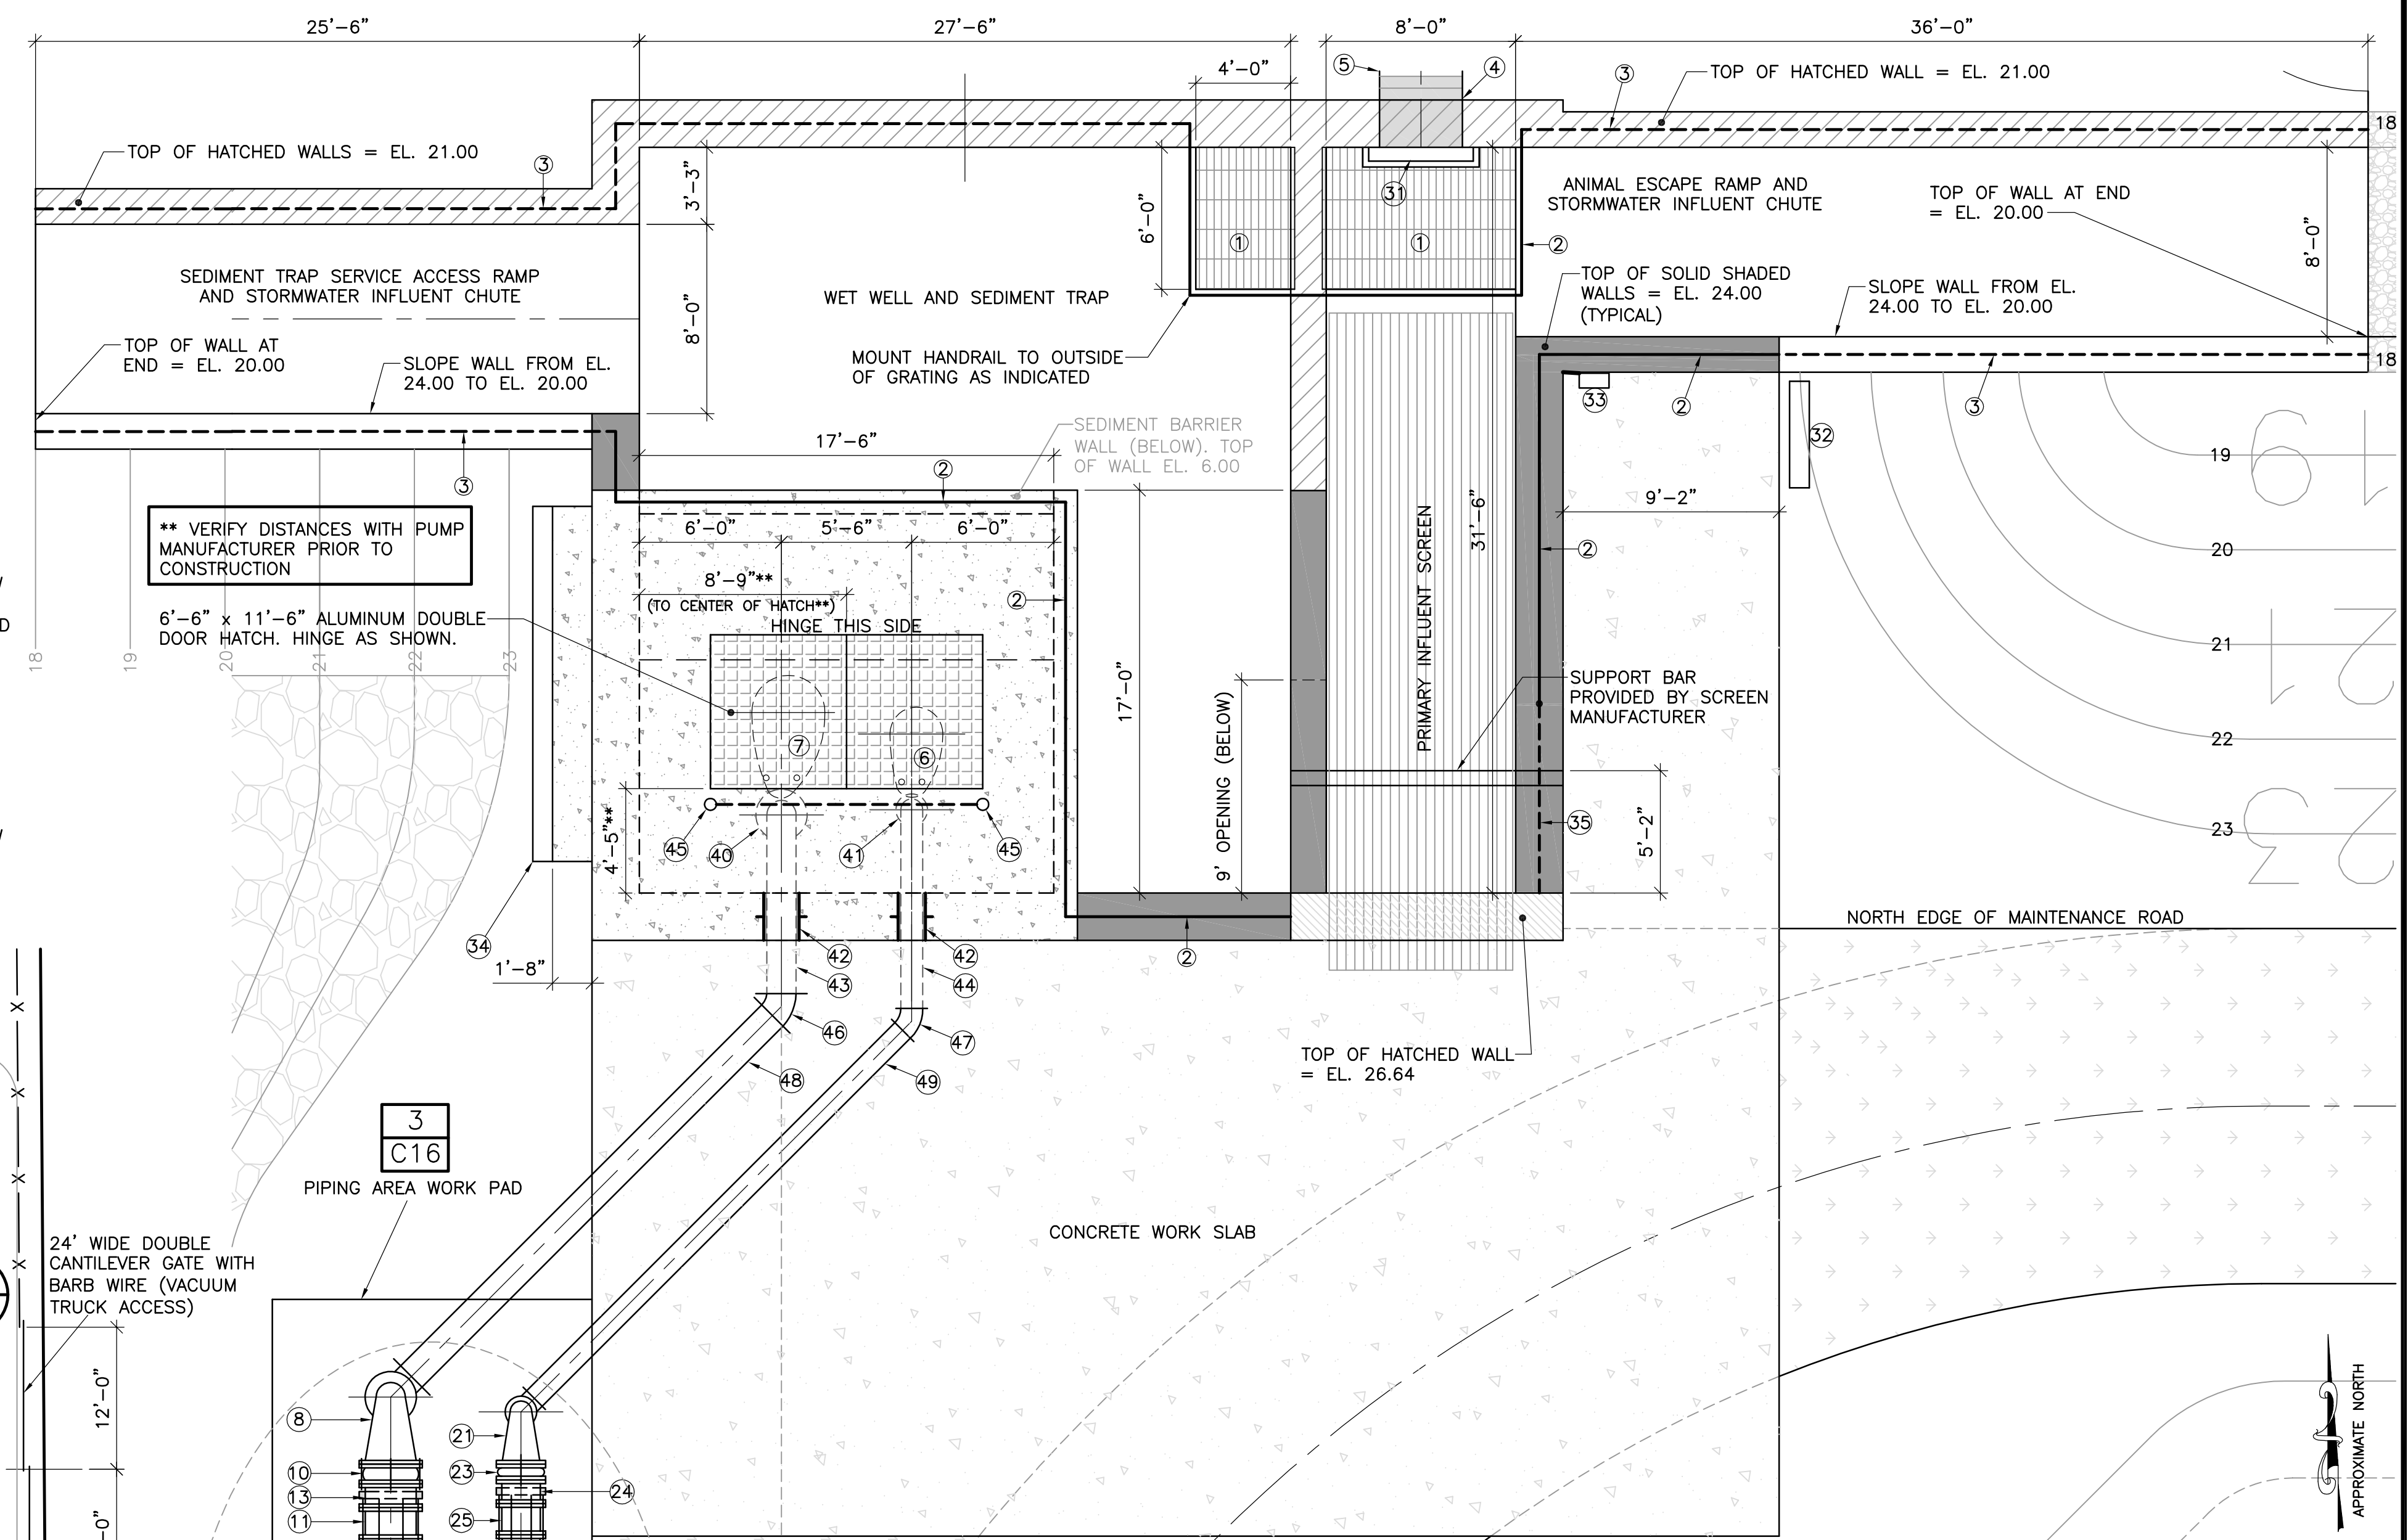 25'-6"
27'-6"
8'-0"
36'-0"
4'-0"
5
4
3
TOP OF HATCHED WALL = EL. 21.00
18
TOP OF HATCHED WALLS = EL. 21.00
3
3'-3"
6'-0"
31
ANIMAL ESCAPE RAMP AND
STORMWATER INFLUENT CHUTE
TOP OF WALL AT END
= EL. 20.00
8'-0"
1
1
2
SEDIMENT TRAP SERVICE ACCESS RAMP
AND STORMWATER INFLUENT CHUTE
8'-0"
WET WELL AND SEDIMENT TRAP
TOP OF SOLID SHADED
WALLS = EL. 24.00
(TYPICAL)
SLOPE WALL FROM EL.
24.00 TO EL. 20.00
TOP OF WALL AT
END = EL. 20.00
SLOPE WALL FROM EL.
24.00 TO EL. 20.00
MOUNT HANDRAIL TO OUTSIDE
OF GRATING AS INDICATED
18
33
2
3
32
SEDIMENT BARRIER
WALL (BELOW). TOP
OF WALL EL. 6.00
17'-6"
2
3
19
19
9'-2"
** VERIFY DISTANCES WITH PUMP
MANUFACTURER PRIOR TO
CONSTRUCTION
6'-0"
5'-6"
6'-0"
31'-6"
PRIMARY INFLUENT SCREEN
2
20
8'-9"**
(TO CENTER OF HATCH**)
HINGE THIS SIDE
2
6'-6" x 11'-6" ALUMINUM DOUBLE
DOOR HATCH. HINGE AS SHOWN.
D
18
19
20
21
22
23
21
21
17'-0"
9' OPENING (BELOW)
SUPPORT BAR
PROVIDED BY SCREEN
MANUFACTURER
22
7
6
4'-5"**
45
40
41
45
35
5'-2"
23
23
34
1'-8"
42
43
42
44
2
NORTH EDGE OF MAINTENANCE ROAD
46
47
48
49
TOP OF HATCHED WALL
= EL. 26.64
X
X
X
X
3
C16
PIPING AREA WORK PAD
24' WIDE DOUBLE
CANTILEVER GATE WITH
BARB WIRE (VACUUM
TRUCK ACCESS)
CONCRETE WORK SLAB
12'-0"
8
21
10
23
13
24
11
25
-0"
APPROXIMATE NORTH